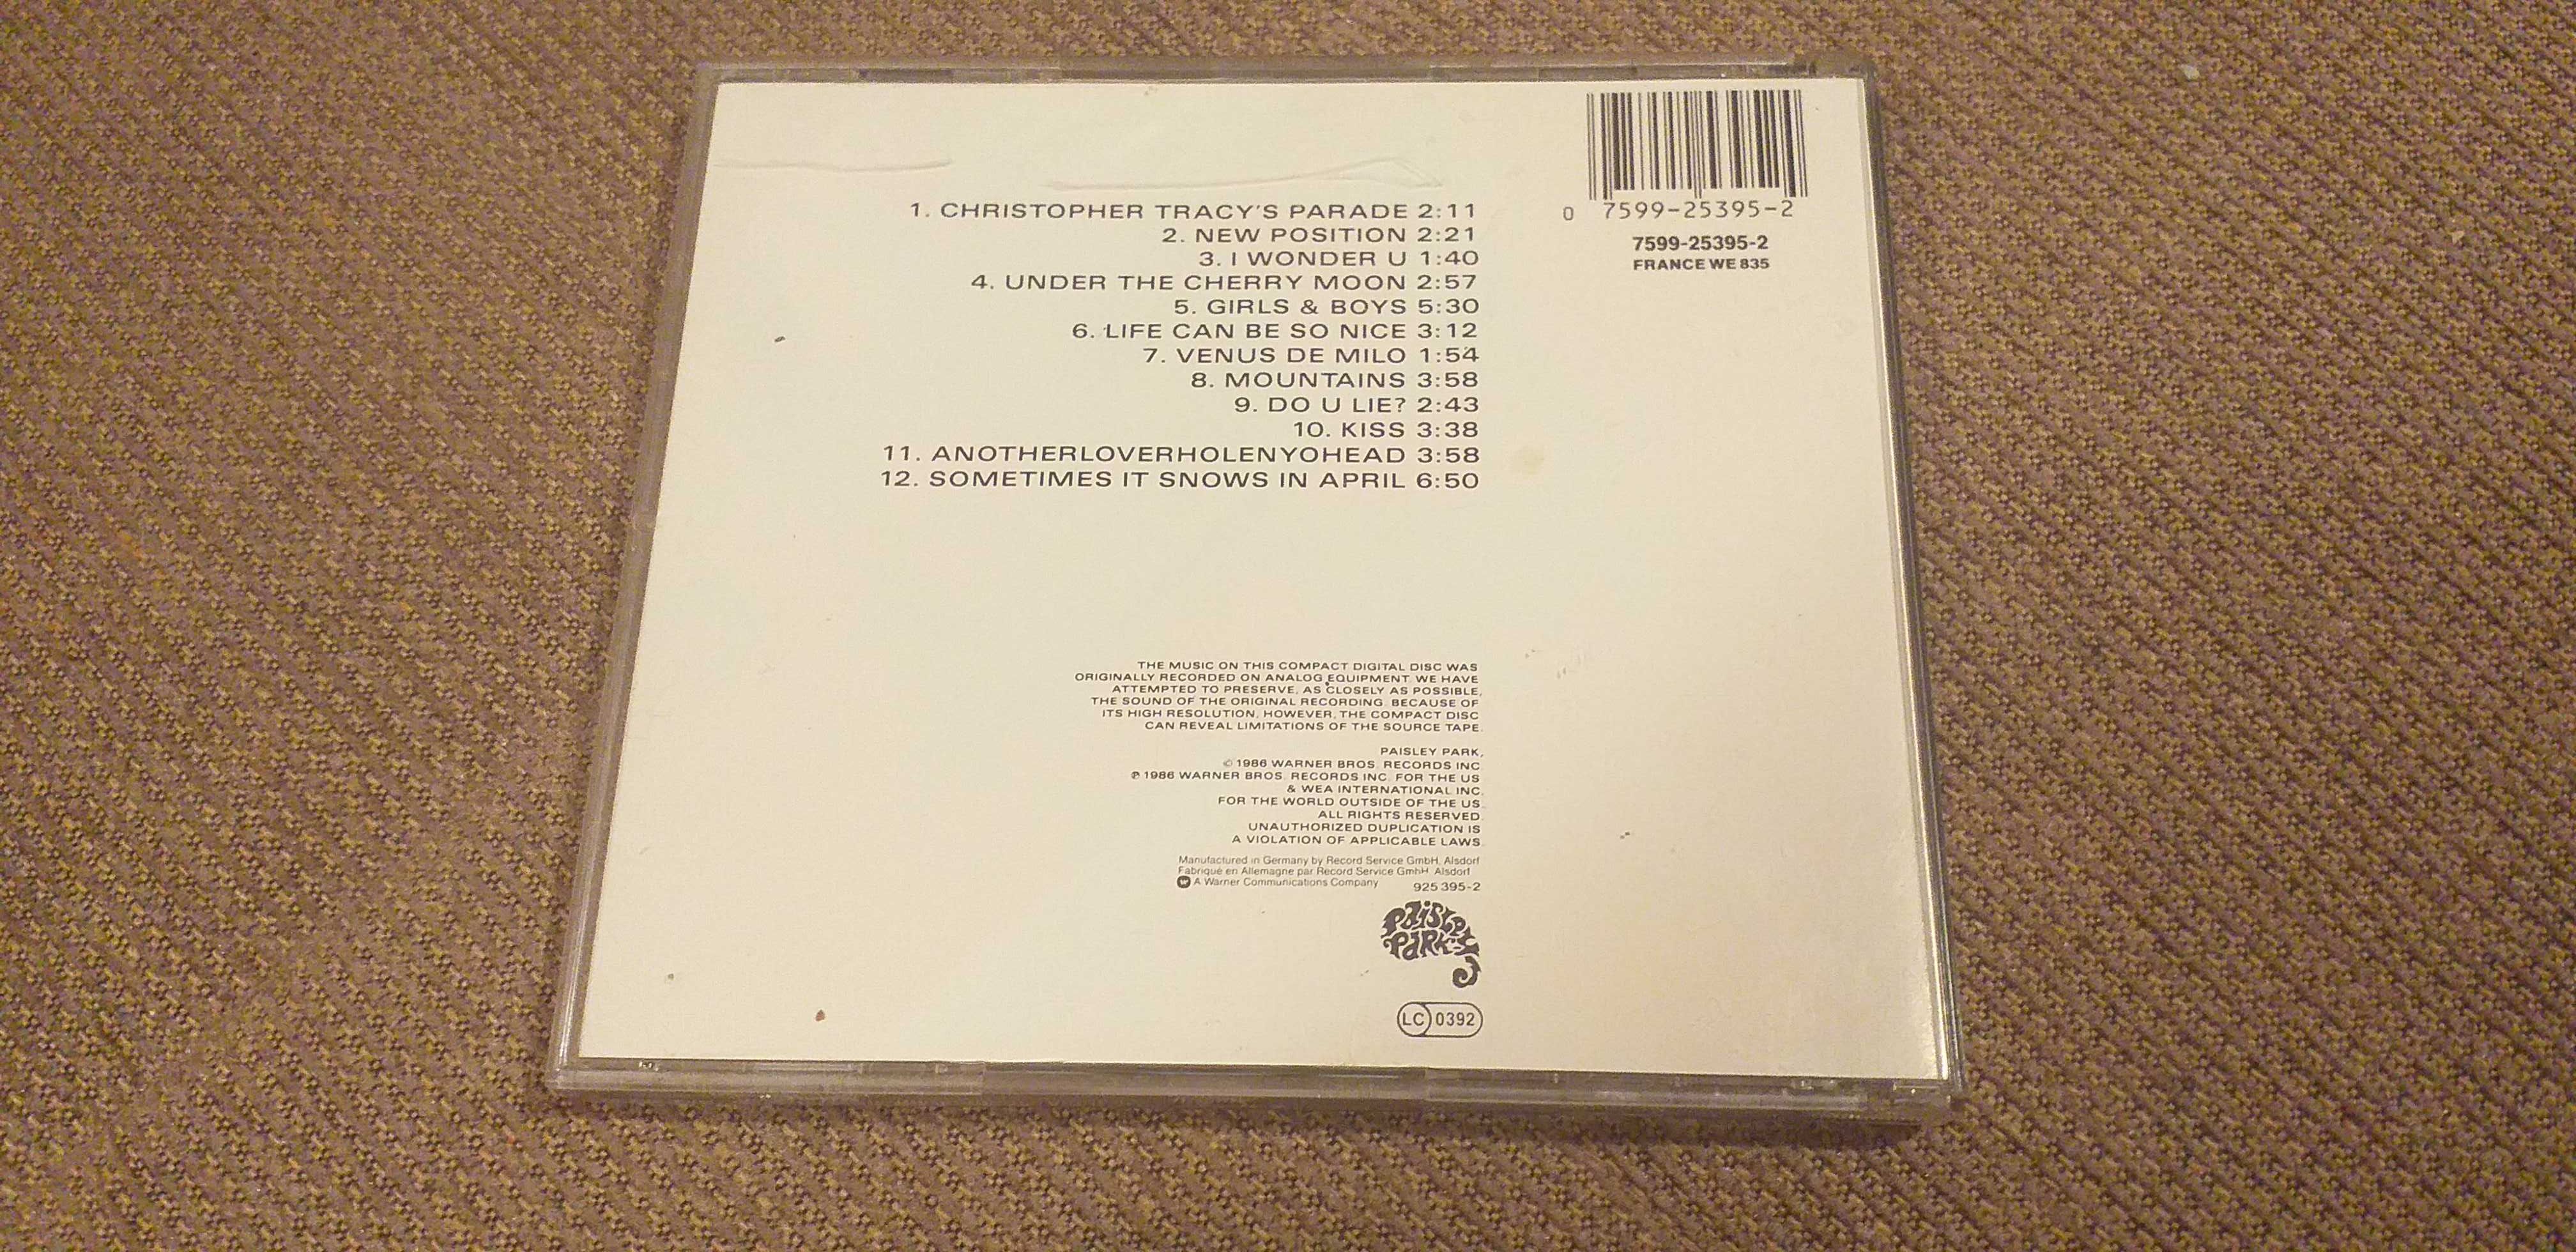 1. CHRISTOPHER TRACY'S PARADE 2:11
2. NEW POSITION 2:21
3. I WONDER U 1:40
4. UNDER THE CHERRY MOON 2:57
5. GIRLS & BOYS 5:30
6. LIFE CAN BE SO NICE 3:12
7. VENUS DE MILO 1:54
8. MOUNTAINS 3:58
9. DO U LIE? 2:43
10. KISS 3:38
11. ANOTHERLOVERHOLENYOHEAD 3:58
12. SOMETIMES IT SNOWS IN APRIL 6:50
0 7599-25395-2
7599-25395-2
FRANCE WE 835
THE MUSIC ON THIS COMPACT DIGITAL DISC WAS
ORIGINALLY RECORDED ON ANALOG EQUIPMENT. WE HAVE
ATTEMPTED TO PRESERVE, AS CLOSELY AS POSSIBLE,
THE SOUND OF THE ORIGINAL RECORDING. BECAUSE OF
ITS HIGH RESOLUTION, HOWEVER, THE COMPACT DISC
CAN REVEAL LIMITATIONS OF THE SOURCE TAPE.
PAISLEY PARK,
© 1986 WARNER BROS. RECORDS INC.
℗ 1986 WARNER BROS. RECORDS INC. FOR THE US
& WEA INTERNATIONAL INC.
FOR THE WORLD OUTSIDE OF THE US.
ALL RIGHTS RESERVED.
UNAUTHORIZED DUPLICATION IS
A VIOLATION OF APPLICABLE LAWS.
Manufactured in Germany by Record Service GmbH, Alsdorf
Fabriqué en Allemagne par Record Service GmbH, Alsdorf
W A Warner Communications Company 925 395-2
PAISLEY
PARK
LC 0392